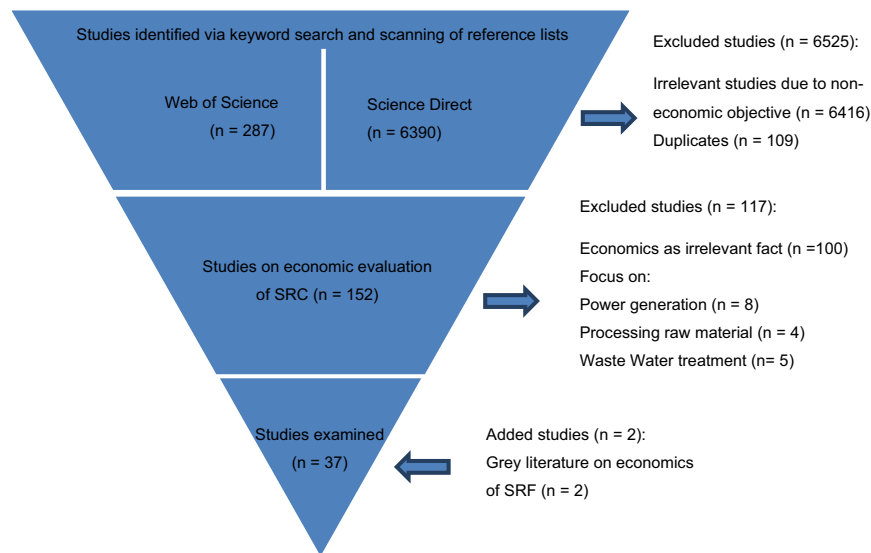 Studies identified via keyword search and scanning of reference lists
Web of Science
(n = 287)
Science Direct
(n = 6390)
Excluded studies (n = 6525):
Irrelevant studies due to non-
economic objective (n = 6416)
Duplicates (n = 109)
Studies on economic evaluation
of SRC (n = 152)
Excluded studies (n = 117):
Economics as irrelevant fact (n =100)
Focus on:
Power generation (n = 8)
Processing raw material (n = 4)
Waste Water treatment (n= 5)
Studies examined
(n = 37)
Added studies (n = 2):
Grey literature on economics
of SRF (n = 2)